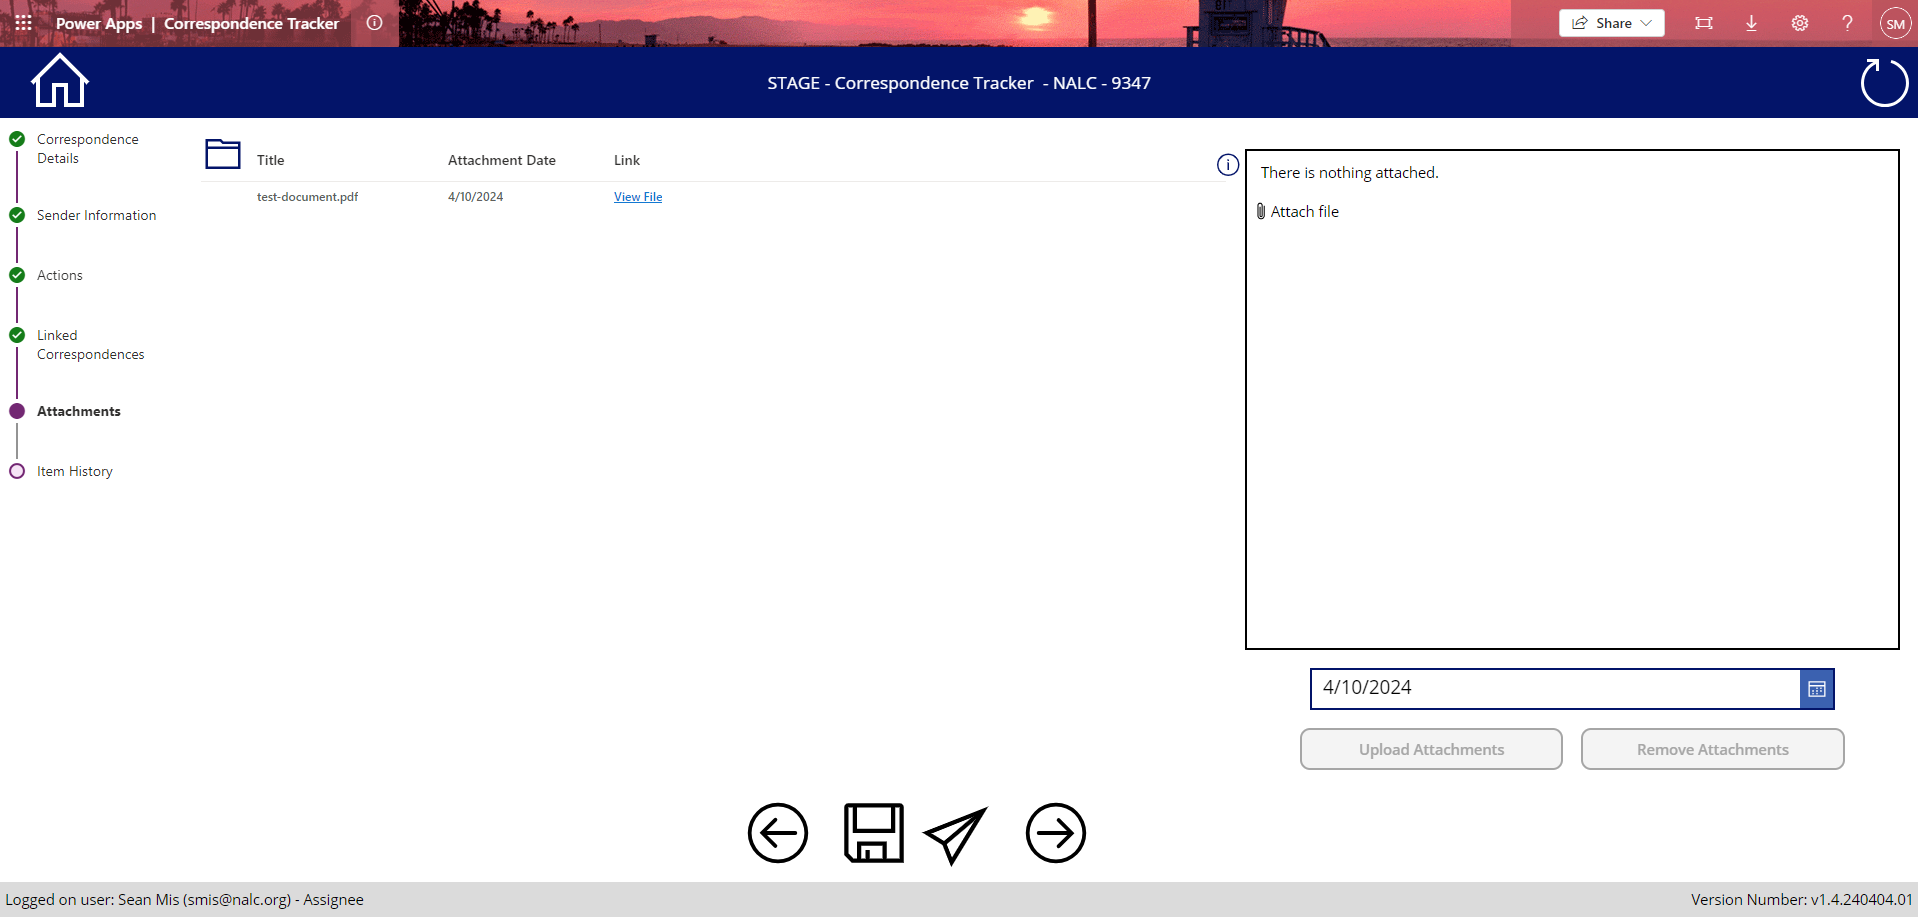 Power Apps | Correspondence Tracker
Share
SM
STAGE - Correspondence Tracker - NALC - 9347
Correspondence
Details
Sender Information
Actions
Linked
Correspondences
Attachments
Item History
Title Attachment Date Link
test-document.pdf 4/10/2024 View File
There is nothing attached.
Attach file
4/10/2024
Upload Attachments Remove Attachments
Logged on user: Sean Mis (smis@nalc.org) - Assignee
Version Number: v1.4.240404.01